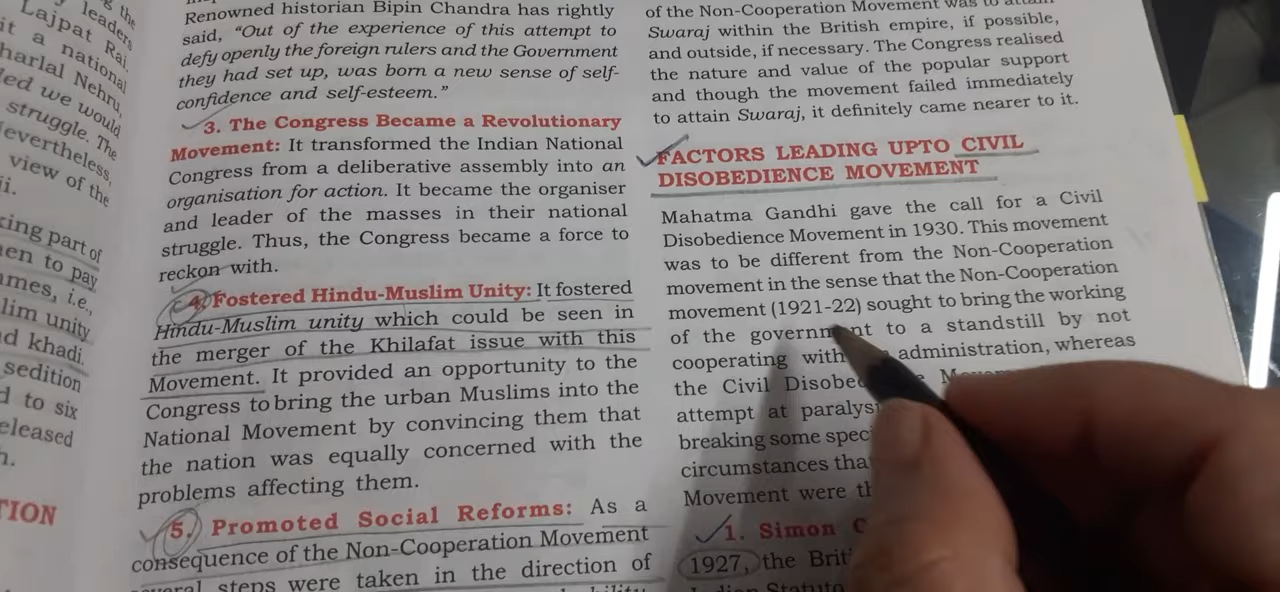 g the
leaders
Lajpat Rai.
it a national
harlal Nehru,
led we would
struggle. The
Nevertheless,
view of the
ji.
king part of
nen to pay
ames, i.e.,
lim unity
nd khadi.
sedition
d to six
eleased
h.
TION
Renowned historian Bipin Chandra has rightly
said, “Out of the experience of this attempt to
defy openly the foreign rulers and the Government
they had set up, was born a new sense of self-
confidence and self-esteem.”
3. The Congress Became a Revolutionary
Movement: It transformed the Indian National
Congress from a deliberative assembly into an
organisation for action. It became the organiser
and leader of the masses in their national
struggle. Thus, the Congress became a force to
reckon with.
4. Fostered Hindu-Muslim Unity: It fostered
Hindu-Muslim unity which could be seen in
the merger of the Khilafat issue with this
Movement. It provided an opportunity to the
Congress to bring the urban Muslims into the
National Movement by convincing them that
the nation was equally concerned with the
problems affecting them.
5. Promoted Social Reforms: As a
consequence of the Non-Cooperation Movement
several steps were taken in the direction of
of the Non-Cooperation Movement was to attain
Swaraj within the British empire, if possible,
and outside, if necessary. The Congress realised
the nature and value of the popular support
and though the movement failed immediately
to attain Swaraj, it definitely came nearer to it.
FACTORS LEADING UPTO CIVIL
DISOBEDIENCE MOVEMENT
Mahatma Gandhi gave the call for a Civil
Disobedience Movement in 1930. This movement
was to be different from the Non-Cooperation
movement in the sense that the Non-Cooperation
movement (1921-22) sought to bring the working
of the government to a standstill by not
cooperating with administration, whereas
the Civil Disobe
attempt at paralys
breaking some spec
circumstances tha
Movement were th
1. Simon C
1927, the Briti
Indian Statuto